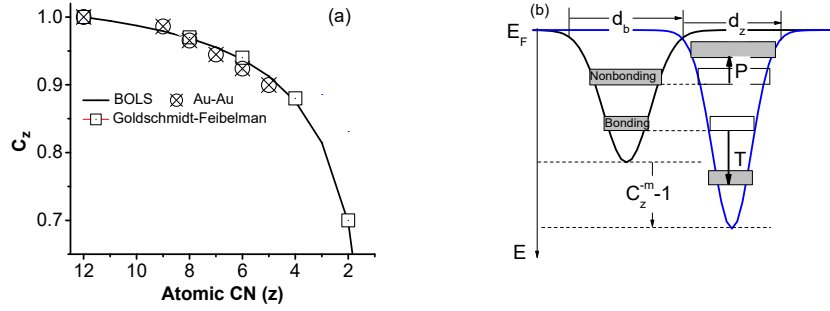 (a)
1.0
0.9
0.8
0.7
C_z
BOLS
Au-Au
Goldschmidt-Feibelman
12
10
8
6
4
2
Atomic CN (z)
(b)
d_b
d_z
E_F
Nonbonding
P
Bonding
T
C_z^{-m}-1
E